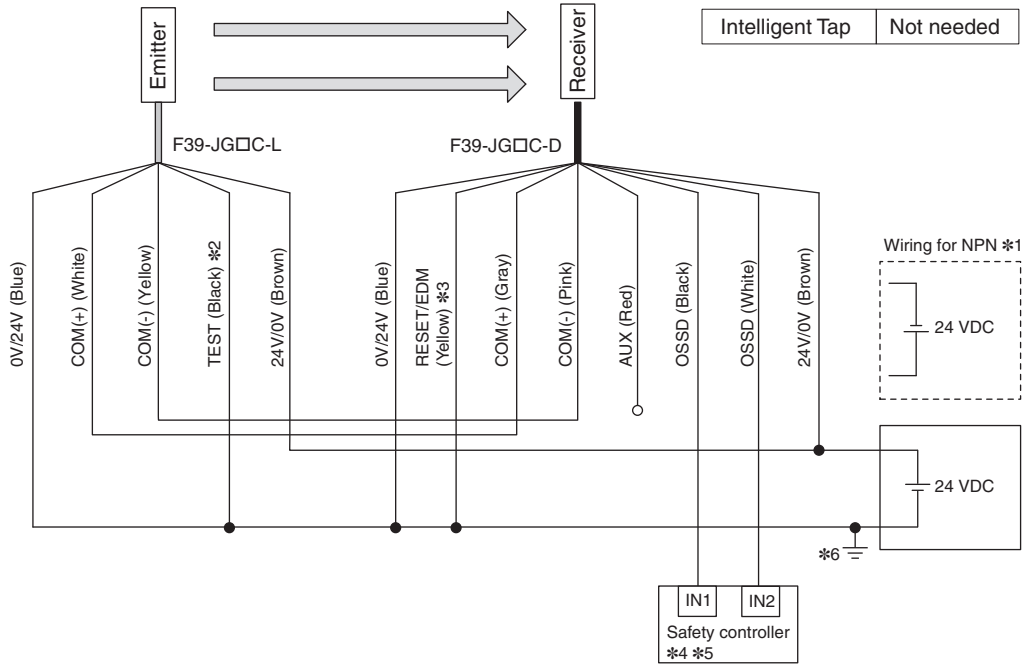 Emitter
Receiver
Intelligent Tap
Not needed
F39-JG□C-L
F39-JG□C-D
0V/24V (Blue)
COM(+) (White)
COM(-) (Yellow)
TEST (Black) ✱2
24V/0V (Brown)
0V/24V (Blue)
RESET/EDM
(Yellow) ✱3
COM(+) (Gray)
COM(-) (Pink)
AUX (Red)
OSSD (Black)
OSSD (White)
24V/0V (Brown)
Wiring for NPN ✱1
24 VDC
24 VDC
✱6
IN1
IN2
Safety controller
✱4 ✱5